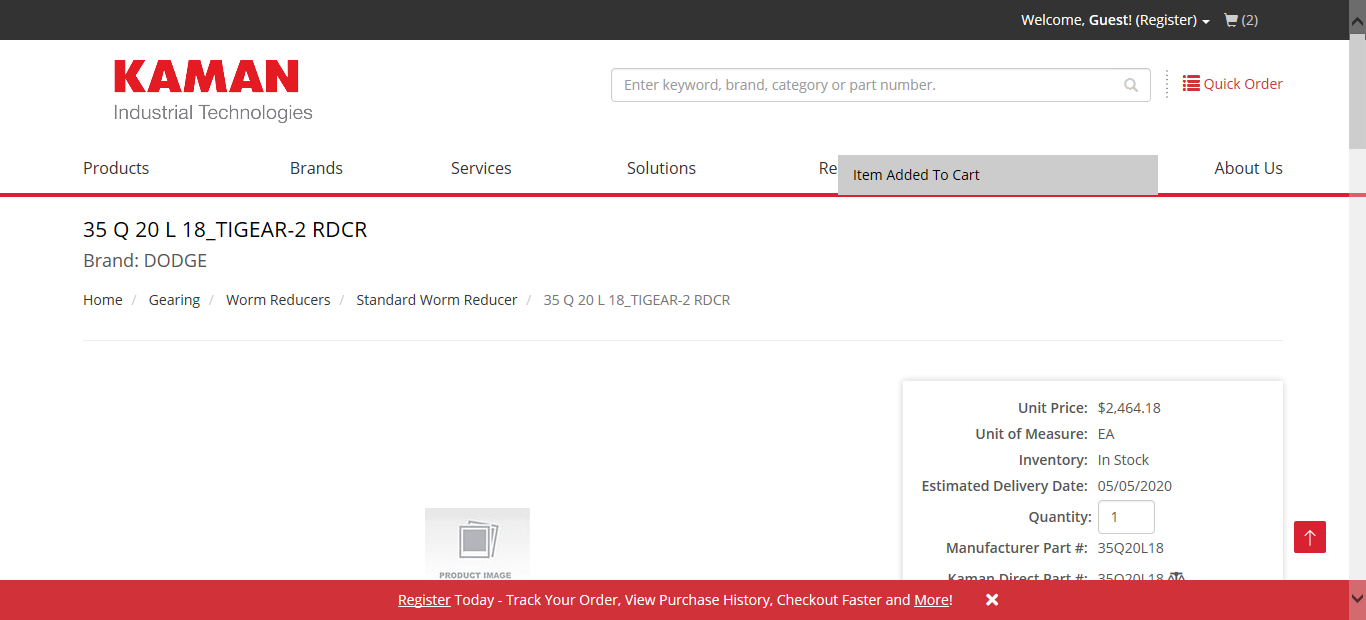 Welcome, Guest! (Register) (2)
KAMAN
Industrial Technologies
Enter keyword, brand, category or part number.
Quick Order
Products Brands Services Solutions Re About Us
Item Added To Cart
35 Q 20 L 18_TIGEAR-2 RDCR
Brand: DODGE
Home / Gearing / Worm Reducers / Standard Worm Reducer / 35 Q 20 L 18_TIGEAR-2 RDCR
Unit Price: $2,464.18
Unit of Measure: EA
Inventory: In Stock
Estimated Delivery Date: 05/05/2020
Quantity: 1
Manufacturer Part #: 35Q20L18
Kaman Direct Part #: 35Q20L18
PRODUCT IMAGE
Register Today - Track Your Order, View Purchase History, Checkout Faster and More!